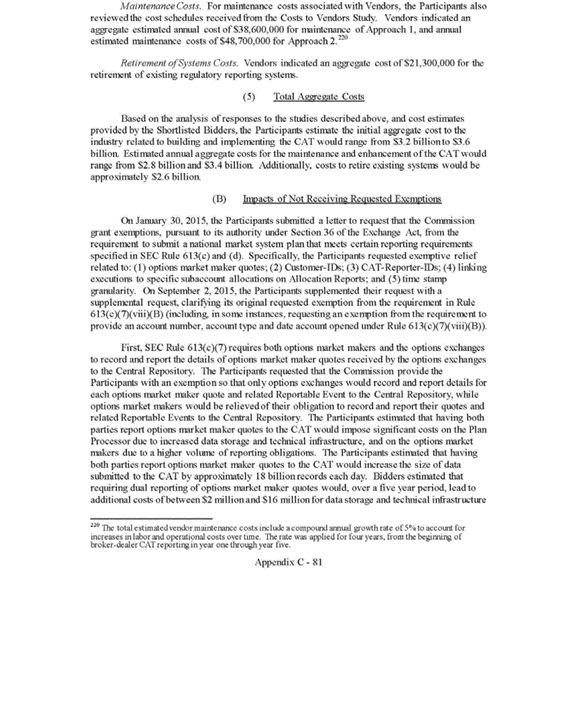 Maintenance Costs. For maintenance costs associated with Vendors, the Participants also
reviewed the cost schedules received from the Costs to Vendors Study. Vendors indicated an
aggregate estimated annual cost of $38,600,000 for maintenance of Approach 1, and annual
estimated maintenance costs of $48,700,000 for Approach 2.220
Retirement of Systems Costs. Vendors indicated an aggregate cost of $21,300,000 for the
retirement of existing regulatory reporting systems.
(5) Total Aggregate Costs
Based on the analysis of responses to the studies described above, and cost estimates
provided by the Shortlisted Bidders, the Participants estimate the initial aggregate cost to the
industry related to building and implementing the CAT would range from $3.2 billion to $3.6
billion. Estimated annual aggregate costs for the maintenance and enhancement of the CAT would
range from $2.8 billion and $3.4 billion. Additionally, costs to retire existing systems would be
approximately $2.6 billion.
(B) Impacts of Not Receiving Requested Exemptions
On January 30, 2015, the Participants submitted a letter to request that the Commission
grant exemptions, pursuant to its authority under Section 36 of the Exchange Act, from the
requirement to submit a national market system plan that meets certain reporting requirements
specified in SEC Rule 613(c) and (d). Specifically, the Participants requested exemptive relief
related to: (1) options market maker quotes; (2) Customer-IDs; (3) CAT-Reporter-IDs; (4) linking
executions to specific subaccount allocations on Allocation Reports; and (5) time stamp
granularity. On September 2, 2015, the Participants supplemented their request with a
supplemental request, clarifying its original requested exemption from the requirement in Rule
613(c)(7)(viii)(B) (including, in some instances, requesting an exemption from the requirement to
provide an account number, account type and date account opened under Rule 613(c)(7)(viii)(B)).
First, SEC Rule 613(c)(7) requires both options market makers and the options exchanges
to record and report the details of options market maker quotes received by the options exchanges
to the Central Repository. The Participants requested that the Commission provide the
Participants with an exemption so that only options exchanges would record and report details for
each options market maker quote and related Reportable Event to the Central Repository, while
options market makers would be relieved of their obligation to record and report their quotes and
related Reportable Events to the Central Repository. The Participants estimated that having both
parties report options market maker quotes to the CAT would impose significant costs on the Plan
Processor due to increased data storage and technical infrastructure, and on the options market
makers due to a higher volume of reporting obligations. The Participants estimated that having
both parties report options market maker quotes to the CAT would increase the size of data
submitted to the CAT by approximately 18 billion records each day. Bidders estimated that
requiring dual reporting of options market maker quotes would, over a five year period, lead to
additional costs of between $2 million and $16 million for data storage and technical infrastructure
220 The total estimated vendor maintenance costs include a compound annual growth rate of 5% to account for
increases in labor and operational costs over time. The rate was applied for four years, from the beginning of
broker-dealer CAT reporting in year one through year five.
Appendix C - 81